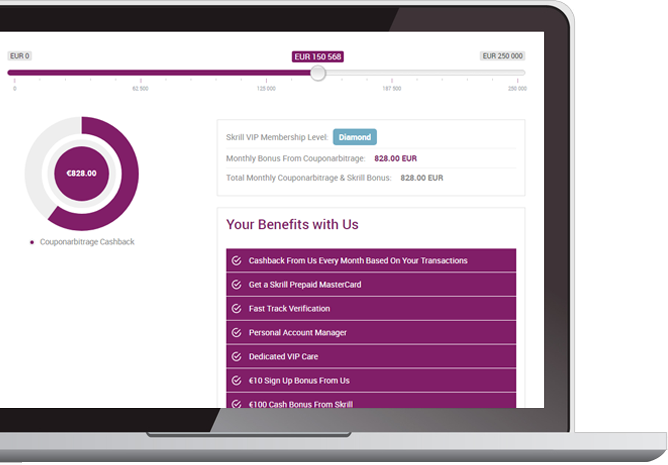 EUR 0
EUR 150 568
EUR 250 000
0
62 500
125 000
187 500
250 000
€828.00
Couponarbitrage Cashback
Skrill VIP Membership Level: Diamond
Monthly Bonus From Couponarbitrage: 828.00 EUR
Total Monthly Couponarbitrage & Skrill Bonus: 828.00 EUR
Your Benefits with Us
Cashback From Us Every Month Based On Your Transactions
Get a Skrill Prepaid MasterCard
Fast Track Verification
Personal Account Manager
Dedicated VIP Care
€10 Sign Up Bonus From Us
€100 Cash Bonus From Skrill